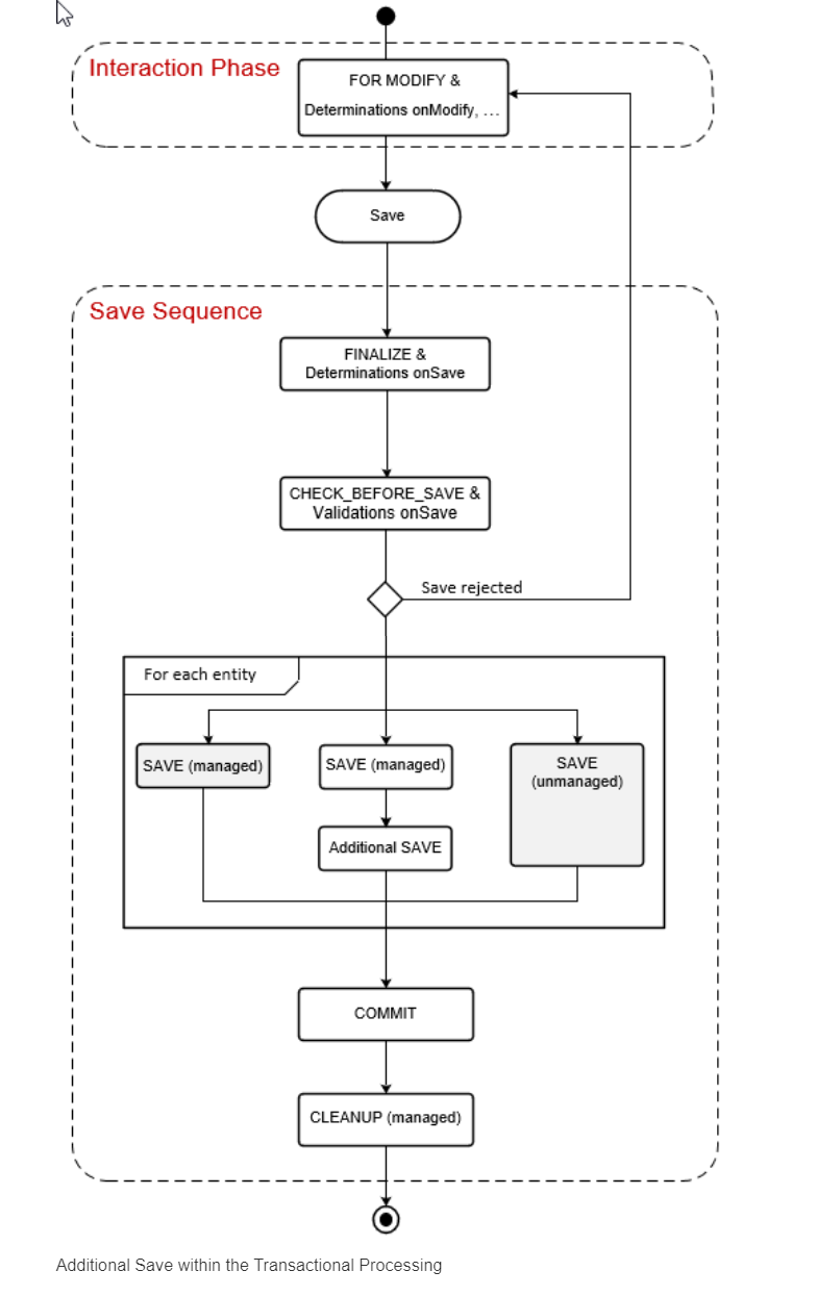 Interaction Phase
FOR MODIFY &
Determinations onModify, ...
Save
Save Sequence
FINALIZE &
Determinations onSave
CHECK_BEFORE_SAVE &
Validations onSave
Save rejected
For each entity
SAVE (managed)
SAVE (managed)
SAVE
(unmanaged)
Additional SAVE
COMMIT
CLEANUP (managed)
Additional Save within the Transactional Processing